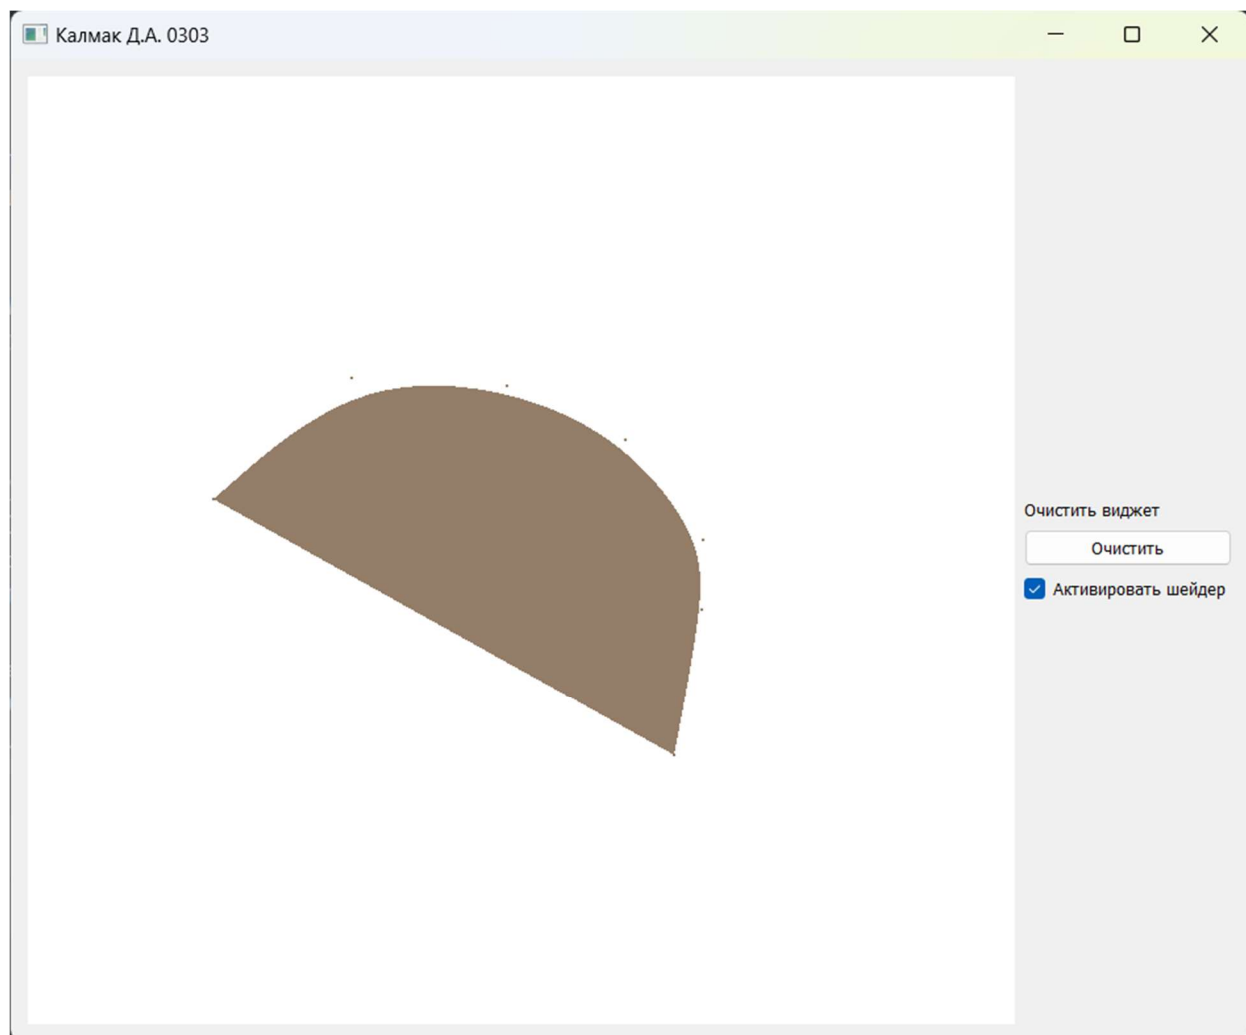 Калмак Д.А. 0303
Очистить виджет
Очистить
Активировать шейдер